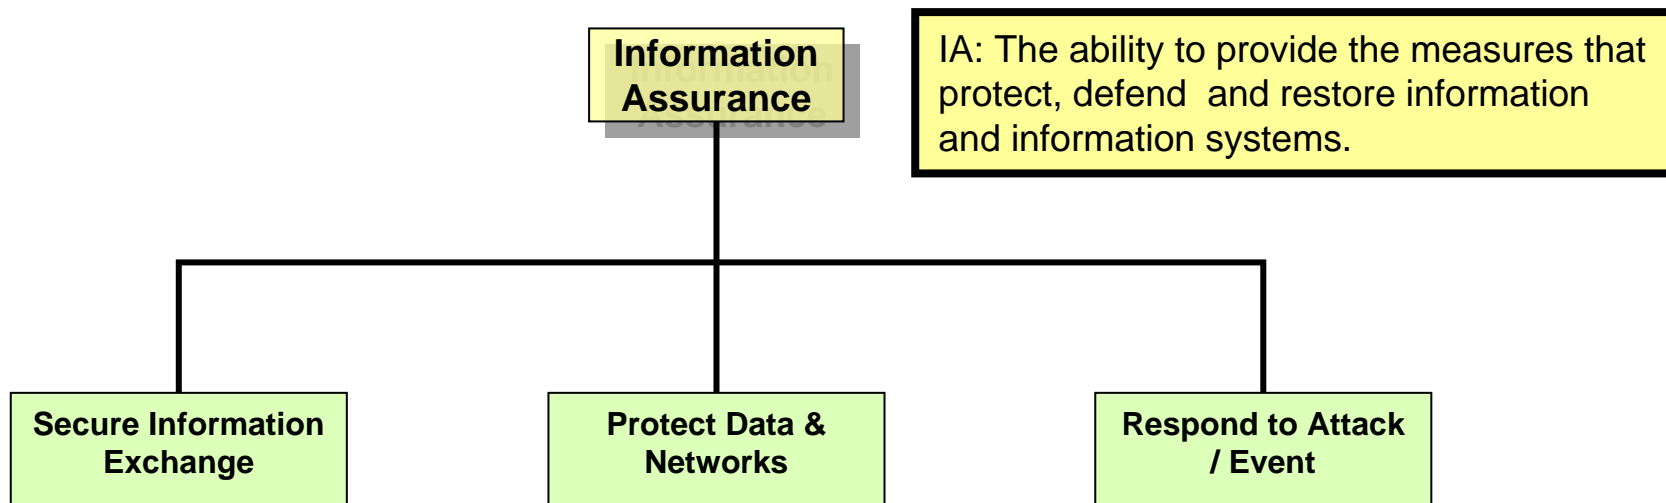 Information
Assurance
IA: The ability to provide the measures that
protect, defend  and restore information
and information systems.
Secure Information
Exchange
Protect Data &
Networks
Respond to Attack
/ Event